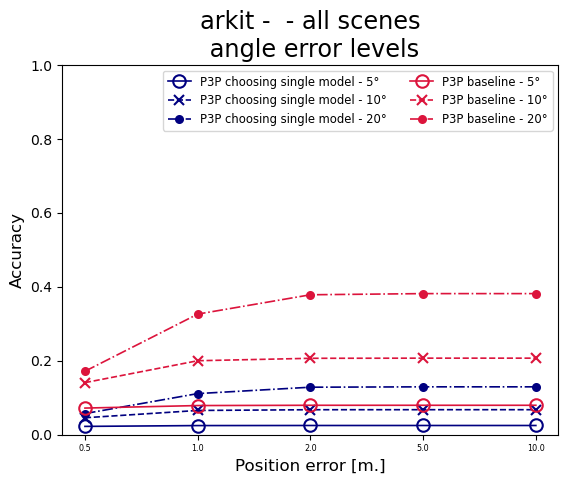 arkit -  - all scenes
angle error levels
P3P choosing single model - 5°
P3P choosing single model - 10°
P3P choosing single model - 20°
P3P baseline - 5°
P3P baseline - 10°
P3P baseline - 20°
Accuracy
1.0
0.8
0.6
0.4
0.2
0.0
0.5 1.0 2.0 5.0 10.0
Position error [m.]